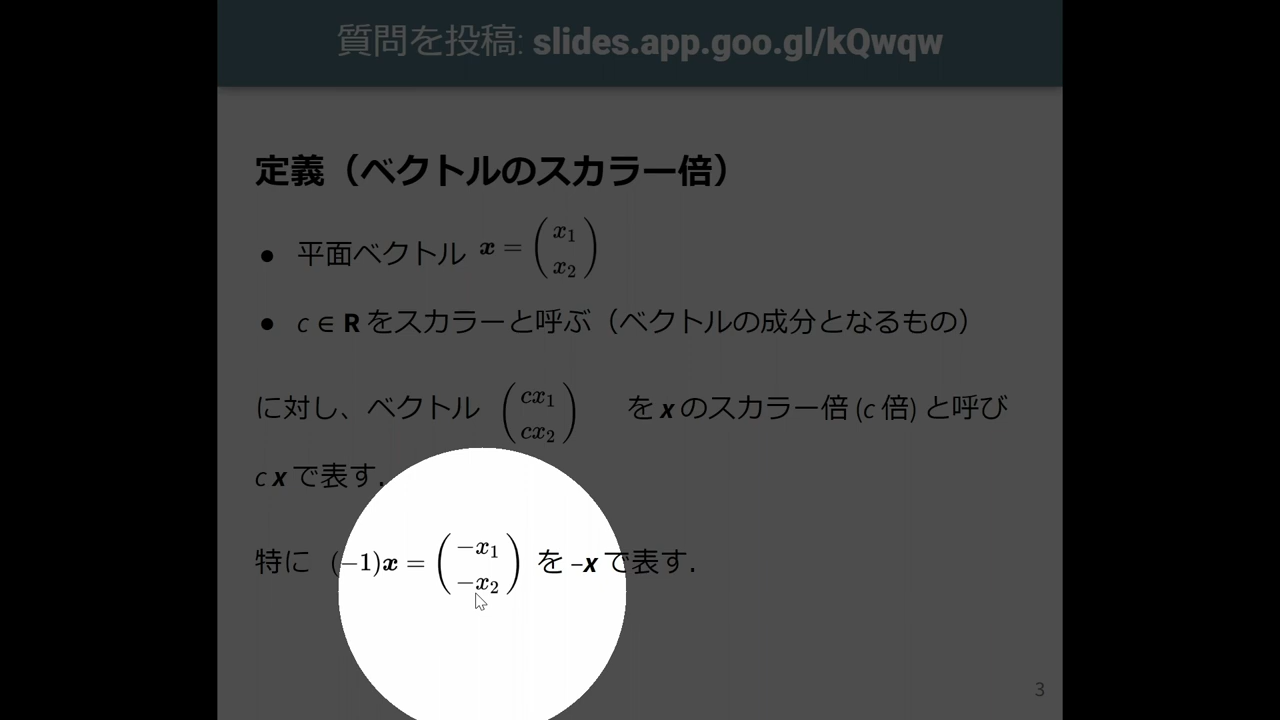 質問を投稿: slides.app.goo.gl/kQwqw
定義（ベクトルのスカラー倍）
● 平面ベクトル x = (x₁ x₂)
● c ∈ R をスカラーと呼ぶ（ベクトルの成分となるもの）
に対し、ベクトル (cx₁ cx₂) を x のスカラー倍 (c 倍) と呼び
c x で表す.
特に (−1)x = (−x₁ −x₂) を –x で表す.
3